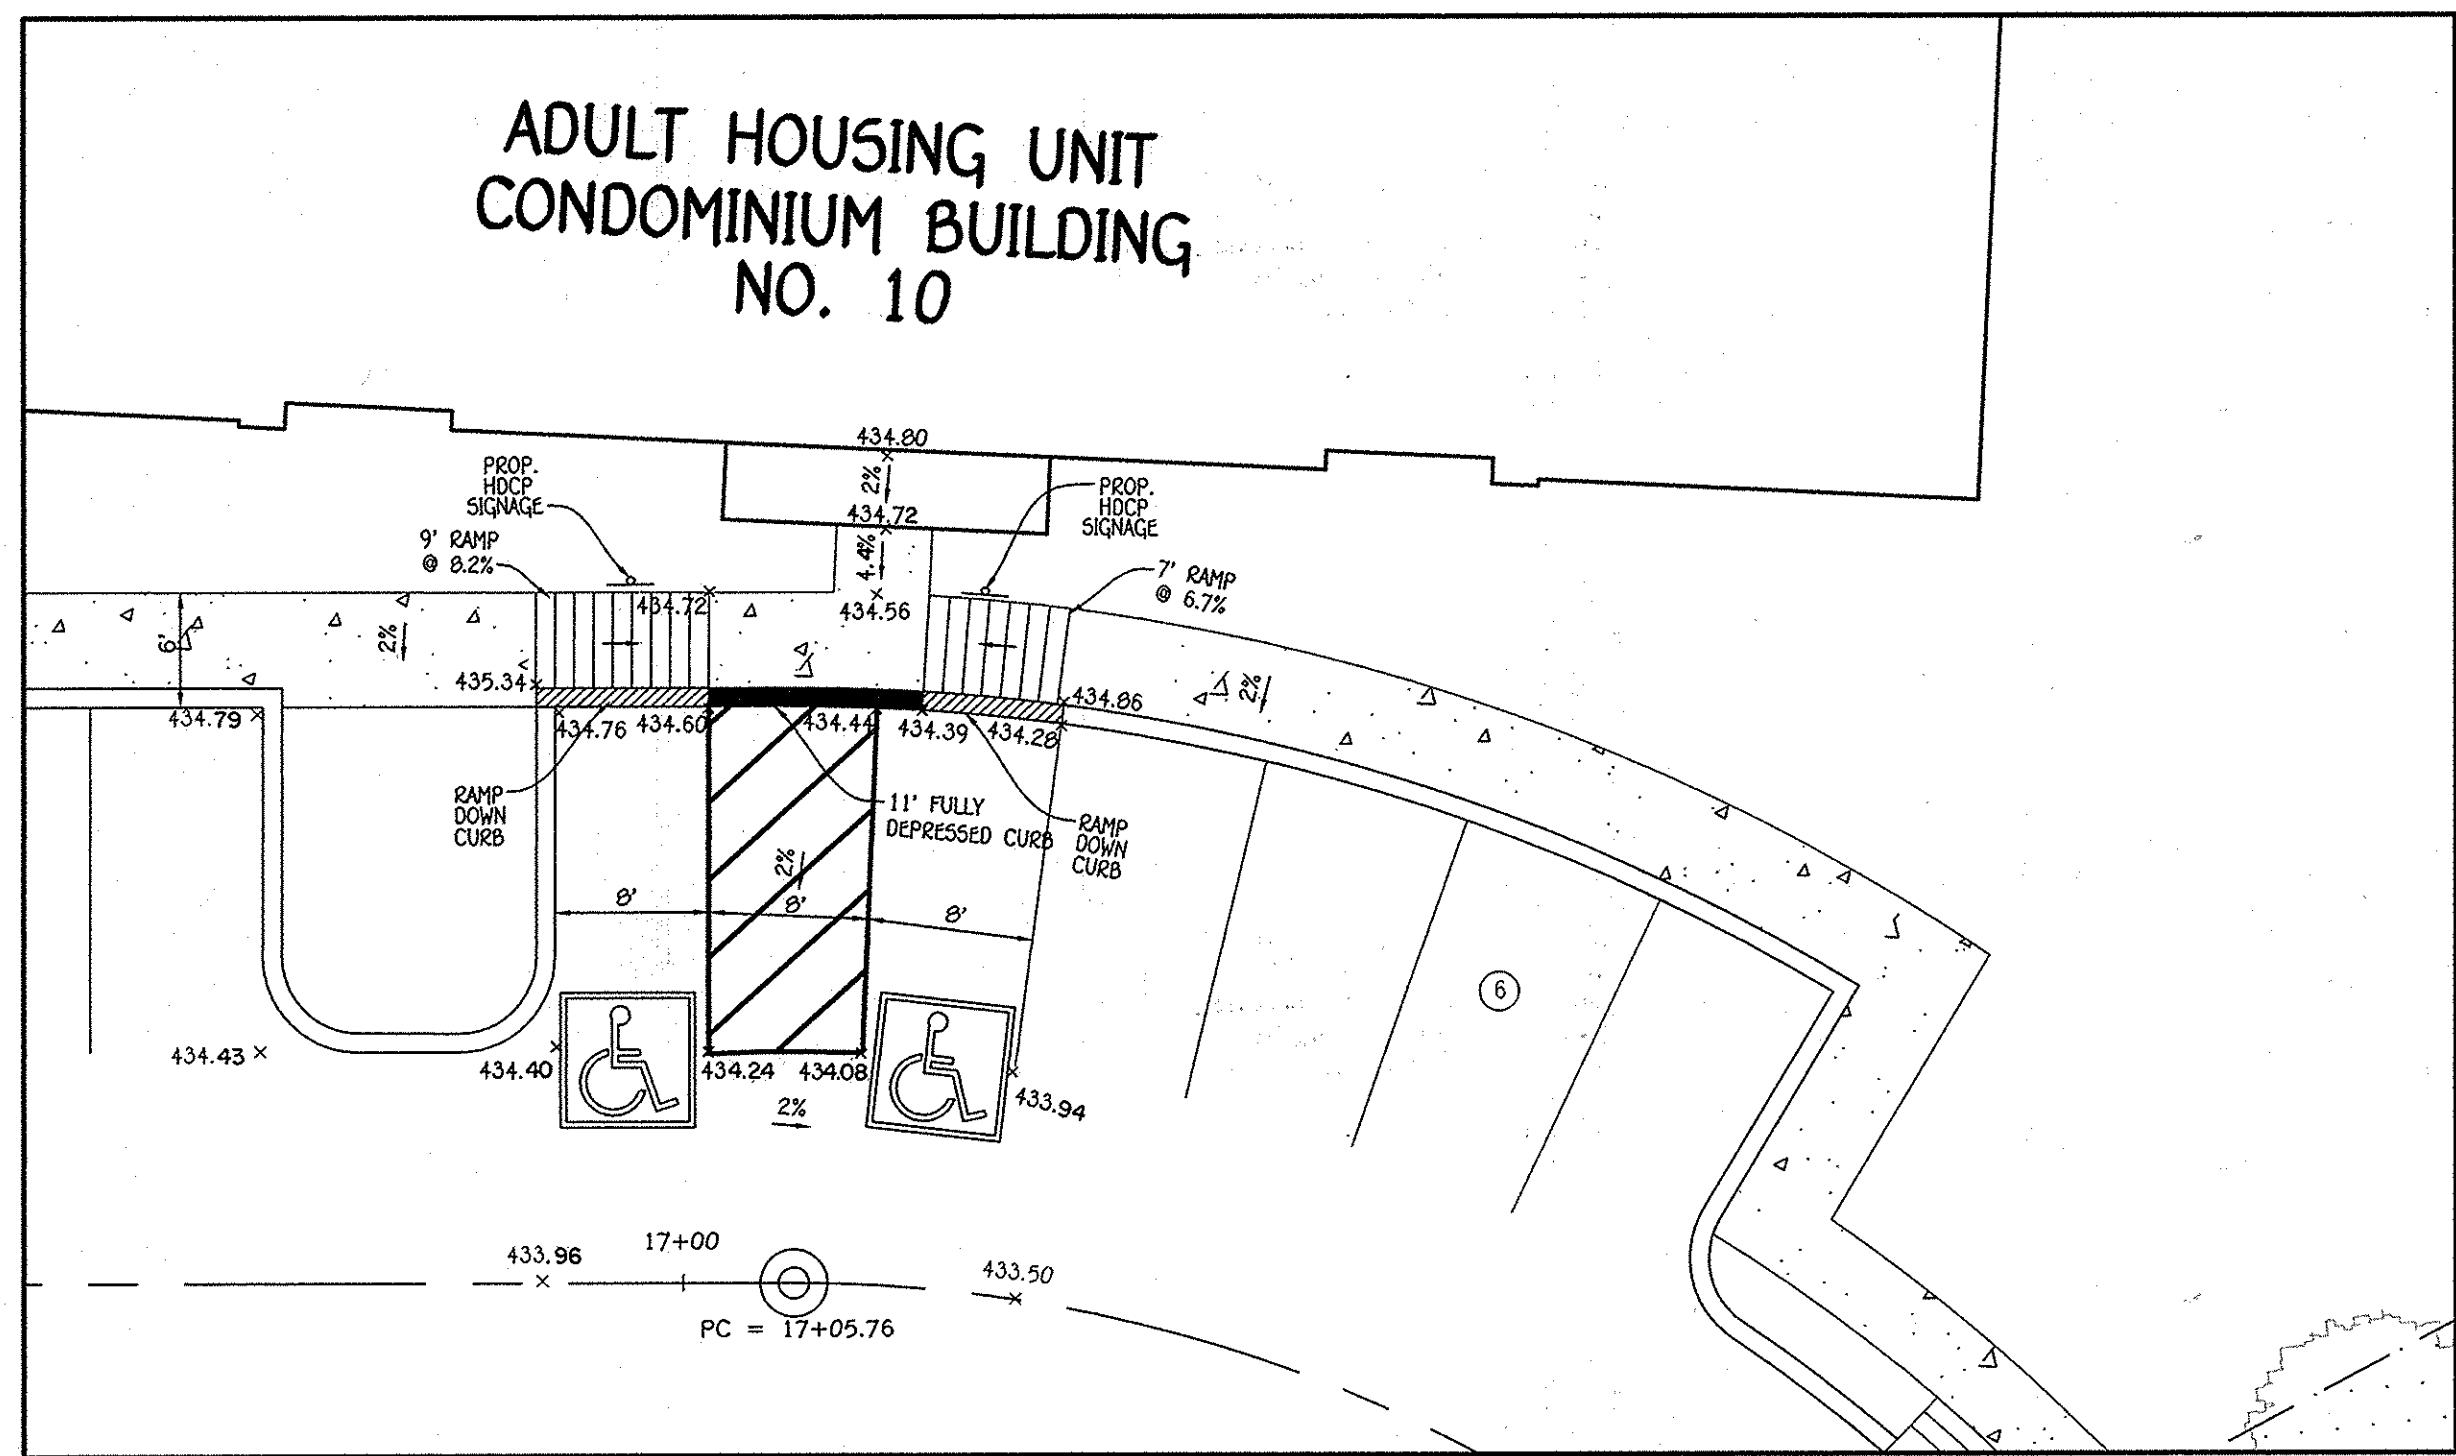 ADULT HOUSING UNIT
CONDOMINIUM BUILDING
NO. 10
434.80
2%
434.72
4.4%
434.56
PROP.
HDCP
SIGNAGE
PROP.
HDCP
SIGNAGE
9' RAMP
@ 8.2%
7' RAMP
@ 6.7%
434.72
6'
2%
2%
435.34
434.86
434.79
434.76
434.60
434.44
434.39
434.28
RAMP
DOWN
CURB
11' FULLY
DEPRESSED CURB
RAMP
DOWN
CURB
2%
8'
8'
8'
6
434.43
434.40
434.24
434.08
433.94
2%
433.96
17+00
433.50
PC = 17+05.76